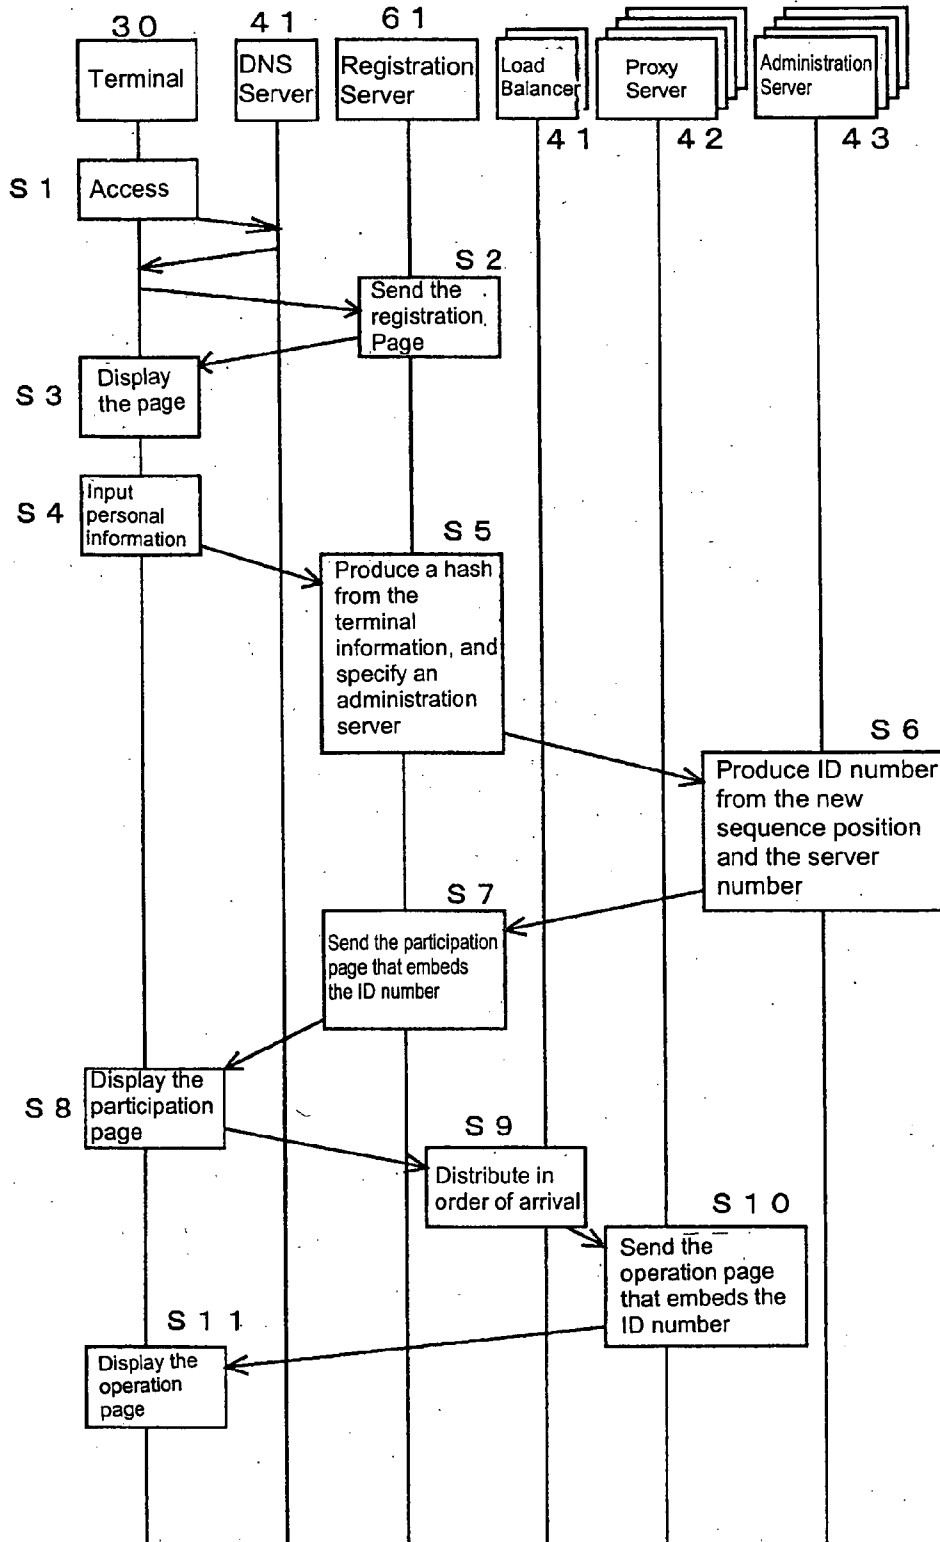 30
41
61
Terminal
DNS
Server
Registration
Server
Load
Balancer
Proxy
Server
Administration
Server
41
42
43
S1
Access
S2
Send the
registration
Page
S3
Display
the page
S4
Input
personal
information
S5
Produce a hash
from the
terminal
information, and
specify an
administration
server
S6
Produce ID number
from the new
sequence position
and the server
number
S7
Send the participation
page that embeds
the ID number
S8
Display the
participation
page
S9
Distribute in
order of arrival
S10
Send the
operation page
that embeds the
ID number
S11
Display the
operation
page